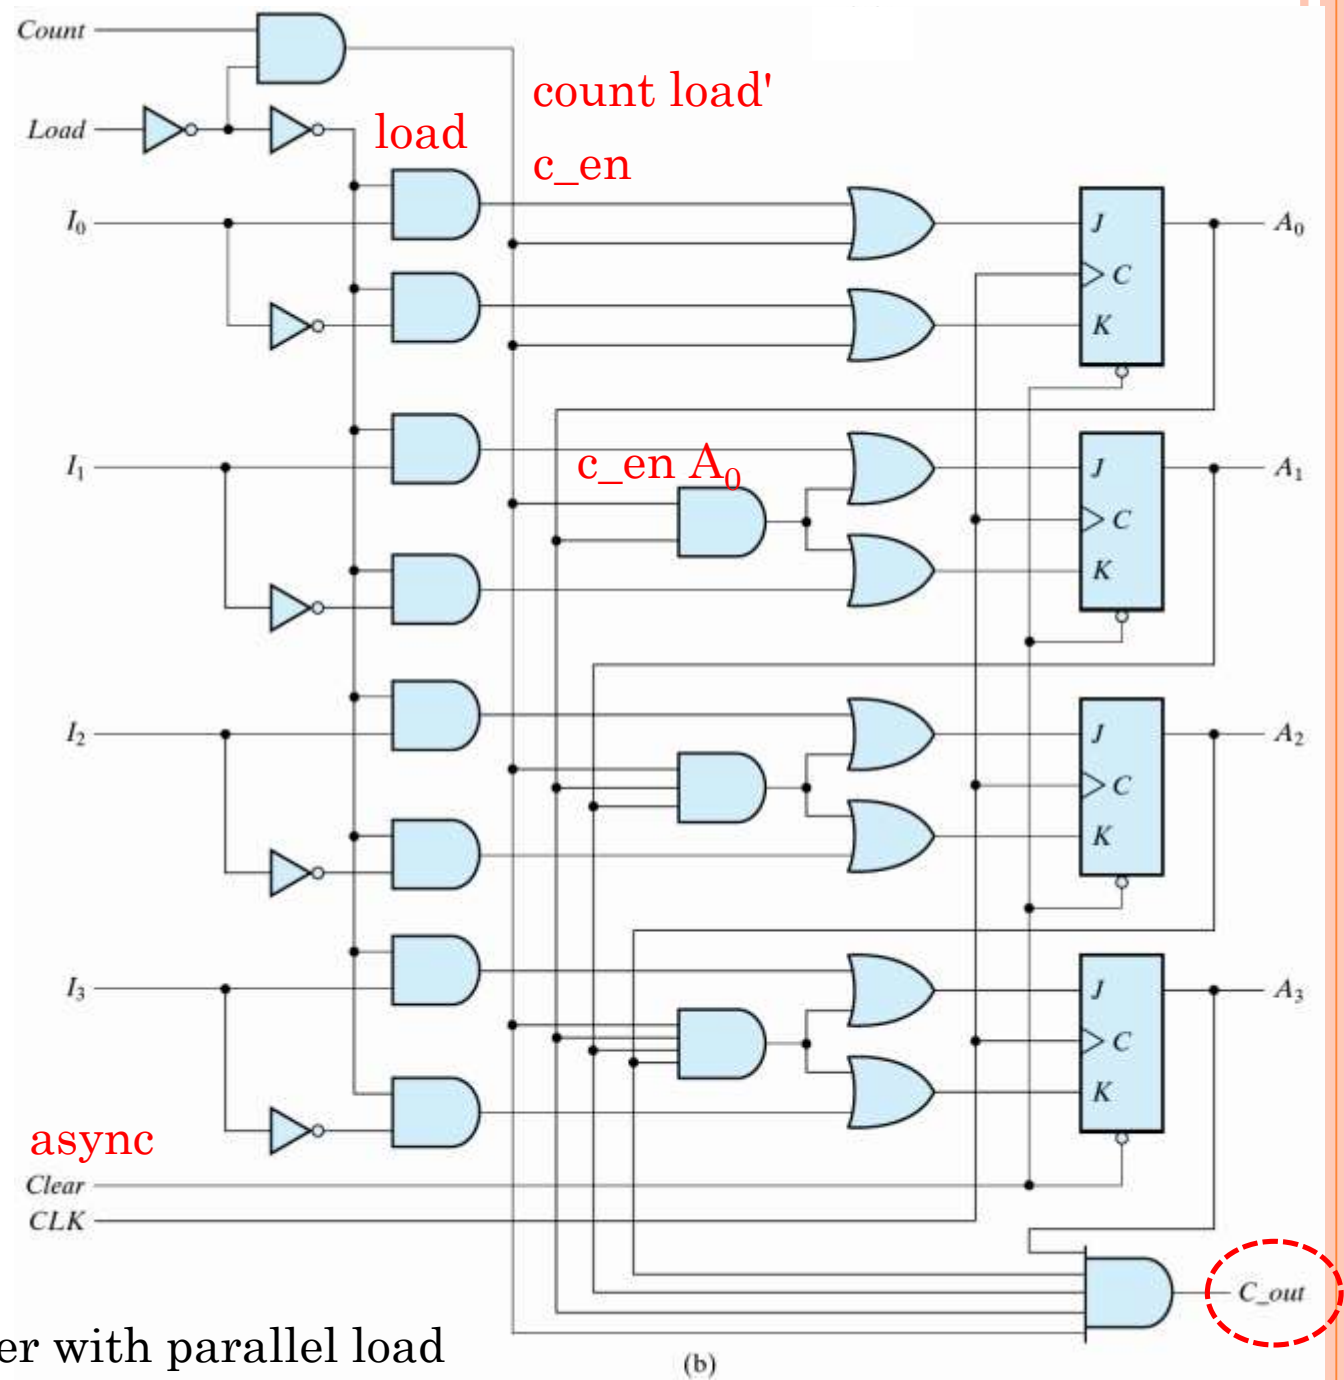 Count
count load'
Load
load
c_en
I0
J
A0
C
K
c_en A0
I1
J
A1
C
K
I2
J
A2
C
K
I3
J
A3
C
K
async
Clear
CLK
C_out
er with parallel load
(b)